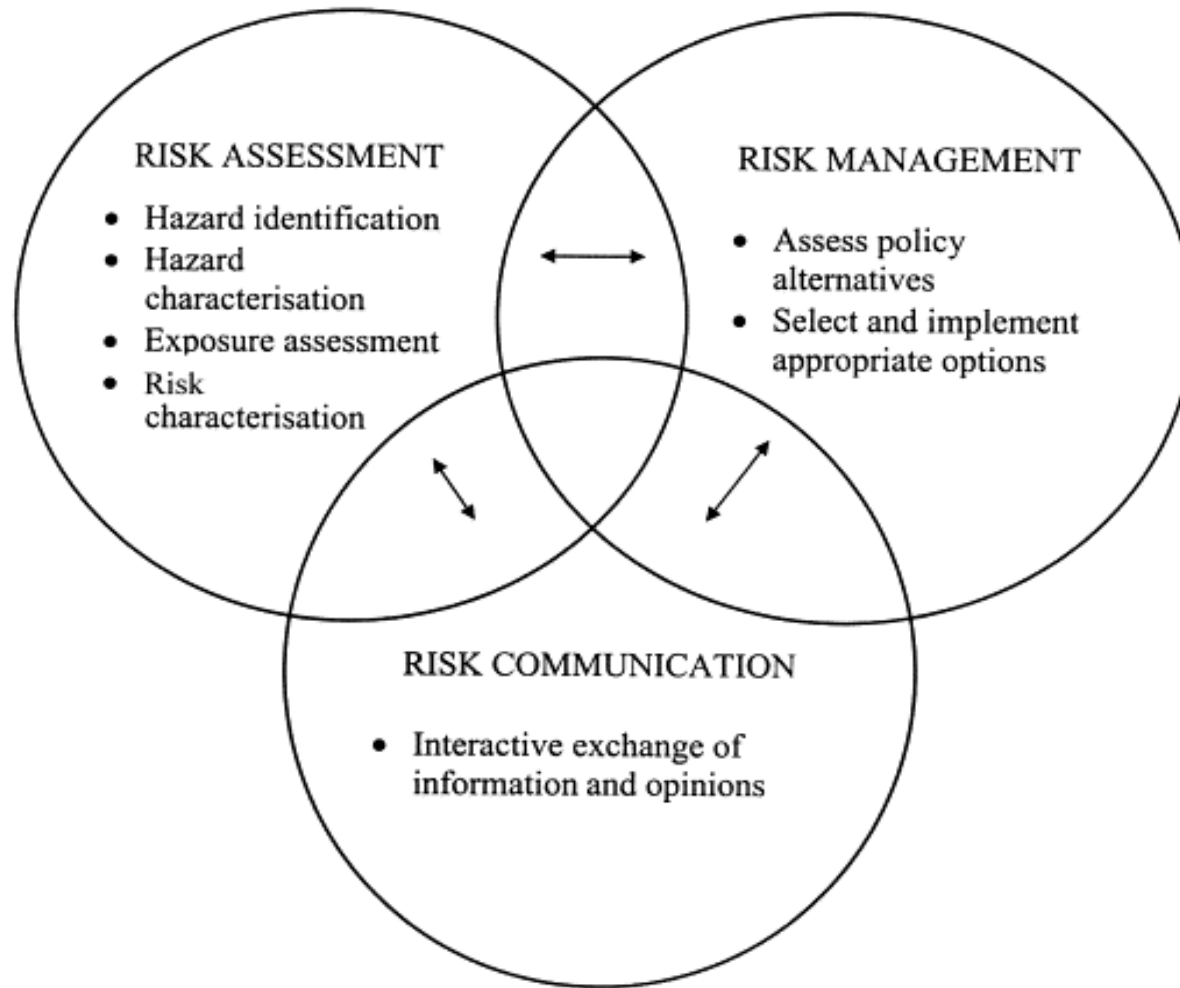 RISK ASSESSMENT
• Hazard identification
• Hazard
characterisation
• Exposure assessment
• Risk
characterisation
RISK MANAGEMENT
• Assess policy
alternatives
• Select and implement
appropriate options
RISK COMMUNICATION
• Interactive exchange of
information and opinions